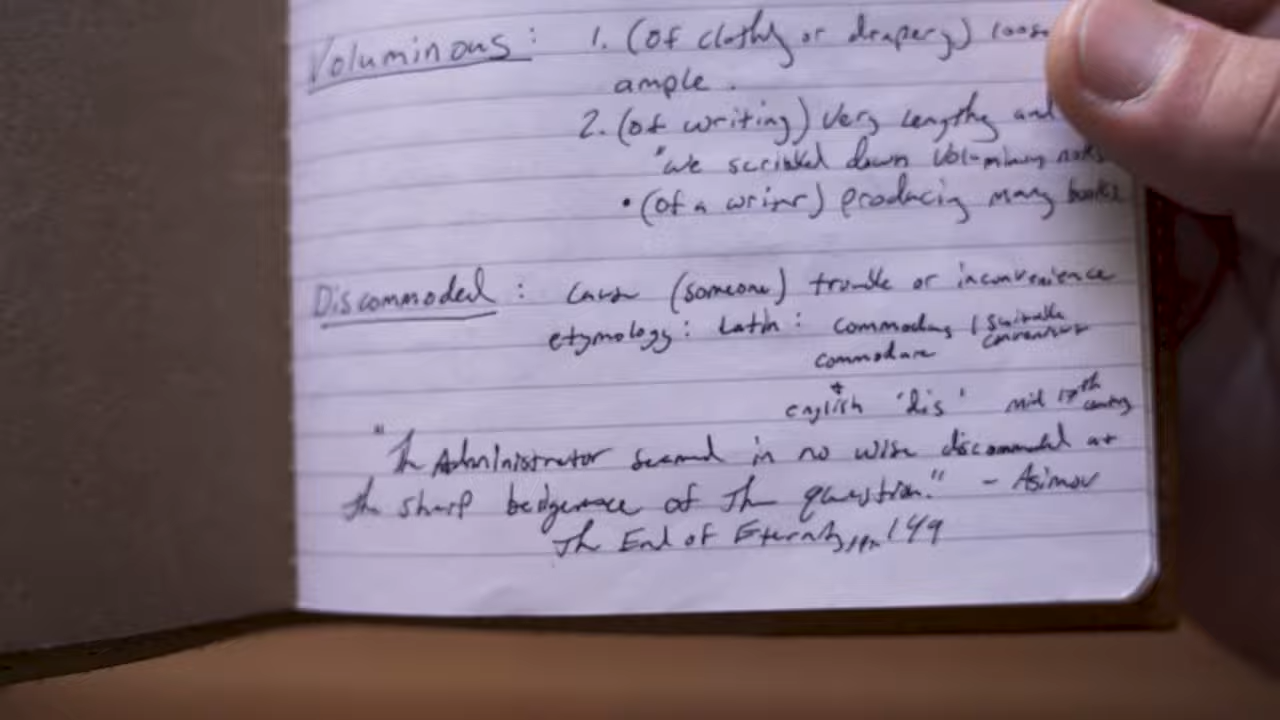 Voluminous: 1. (of clothing or drapery) loose
ample.
2. (of writing) very lengthy and
"we scribbled down voluminous notes
• (of a writer) producing many books
Discommoded: cause (someone) trouble or inconvenience
etymology: Latin: commodus / suitable
commodare convenient
+
english 'dis' mid 17th century
"The Administrator seemed in no wise discommoded at
the sharp of the question." - Asimov
The End of Eternity, 149